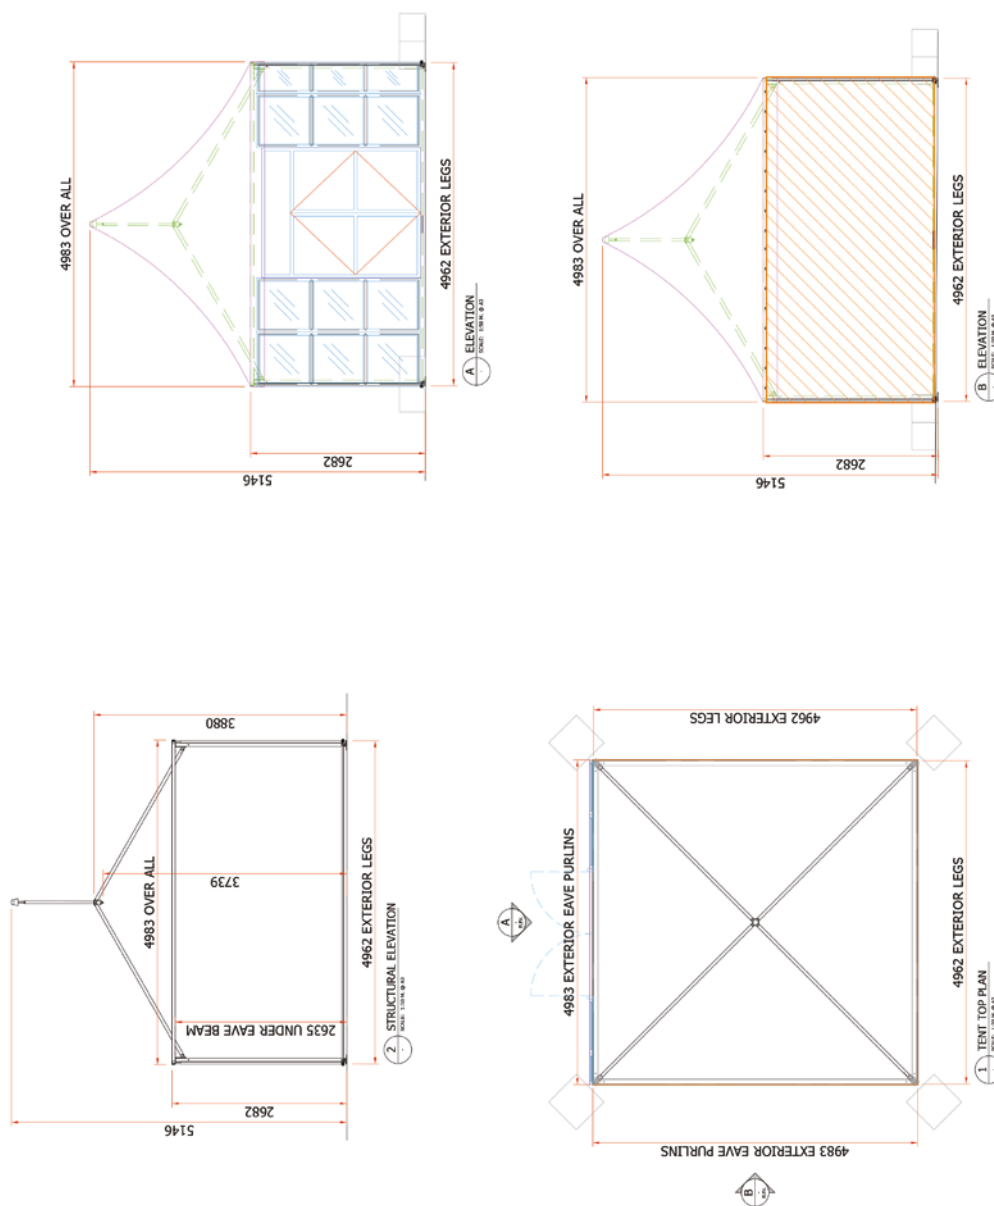 4983 OVER ALL
4962 EXTERIOR LEGS
2682
5146
A
ELEVATION
4983 OVER ALL
4962 EXTERIOR LEGS
2682
5146
B
ELEVATION
3880
4983 OVER ALL
3739
4962 EXTERIOR LEGS
2635 UNDER EAVE BEAM
2682
5146
2
STRUCTURAL ELEVATION
4962 EXTERIOR LEGS
4983 EXTERIOR EAVE PURLINS
A
4962 EXTERIOR LEGS
4983 EXTERIOR EAVE PURLINS
B
1
TENT TOP PLAN